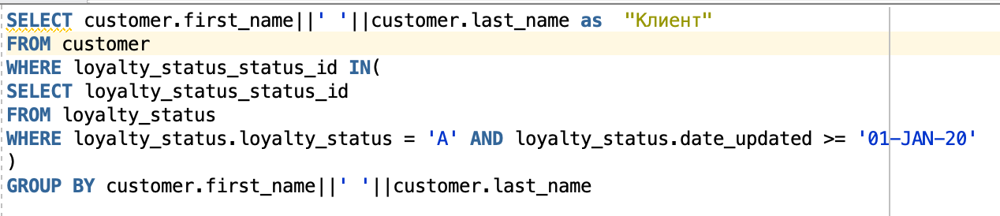 SELECT customer.first_name||' '||customer.last_name as  "Клиент"
FROM customer
WHERE loyalty_status_status_id IN(
SELECT loyalty_status_status_id
FROM loyalty_status
WHERE loyalty_status.loyalty_status = 'A' AND loyalty_status.date_updated >= '01-JAN-20'
)
GROUP BY customer.first_name||' '||customer.last_name